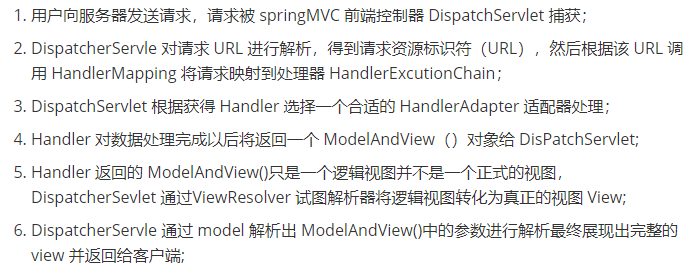 1. 用户向服务器发送请求，请求被 springMVC 前端控制器 DispatchServlet 捕获；
2. DispatcherServle 对请求 URL 进行解析，得到请求资源标识符（URL），然后根据该 URL 调
用 HandlerMapping 将请求映射到处理器 HandlerExcutionChain；
3. DispatchServlet 根据获得 Handler 选择一个合适的 HandlerAdapter 适配器处理；
4. Handler 对数据处理完成以后将返回一个 ModelAndView（）对象给 DisPatchServlet;
5. Handler 返回的 ModelAndView()只是一个逻辑视图并不是一个正式的视图，
DispatcherSevlet 通过ViewResolver 试图解析器将逻辑视图转化为真正的视图 View;
6. DispatcherServle 通过 model 解析出 ModelAndView()中的参数进行解析最终展现出完整的
view 并返回给客户端;